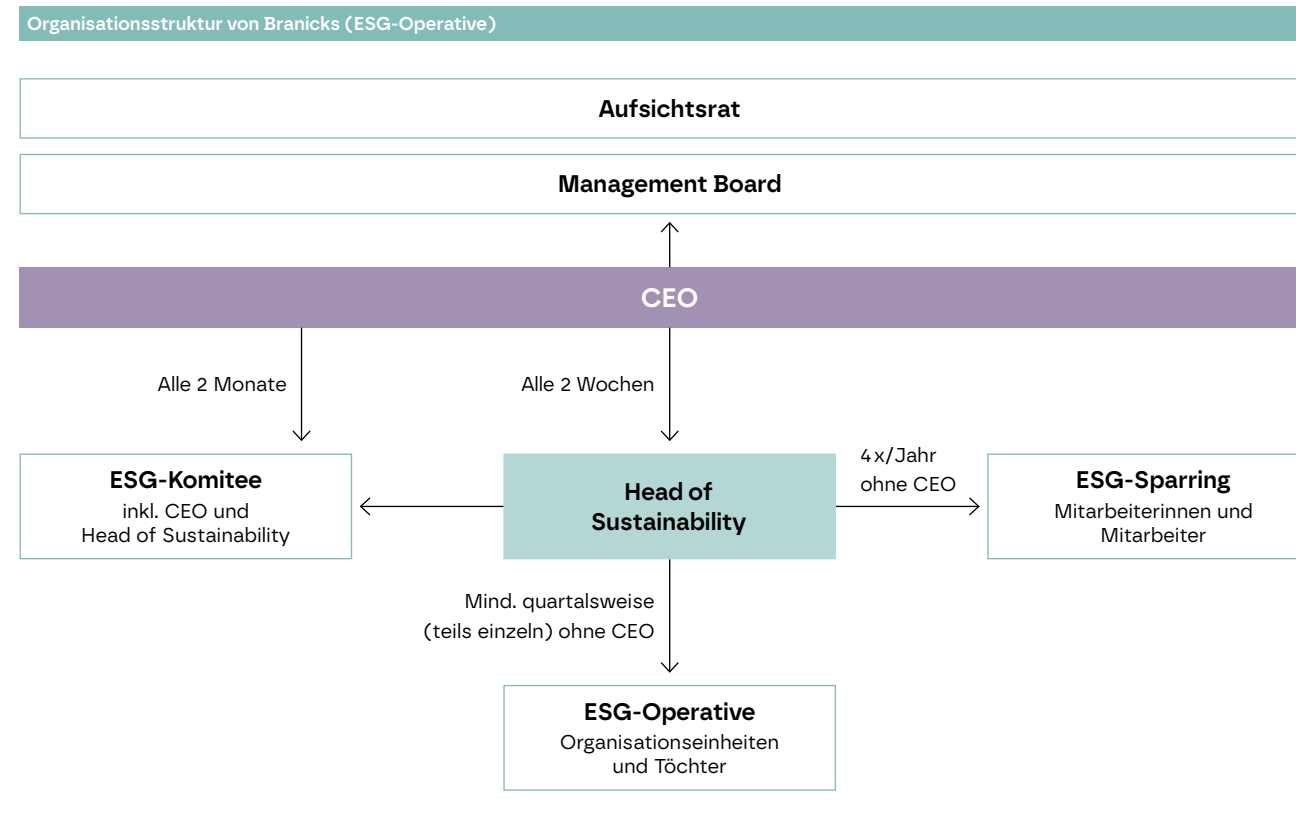 Organisationsstruktur von Branicks (ESG-Operative)
Aufsichtsrat
Management Board
CEO
Alle 2 Monate
Alle 2 Wochen
ESG-Komitee
inkl. CEO und
Head of Sustainability
Head of
Sustainability
4x/Jahr
ohne CEO
ESG-Sparring
Mitarbeiterinnen und
Mitarbeiter
Mind. quartalsweise
(teils einzeln) ohne CEO
ESG-Operative
Organisationseinheiten
und Töchter